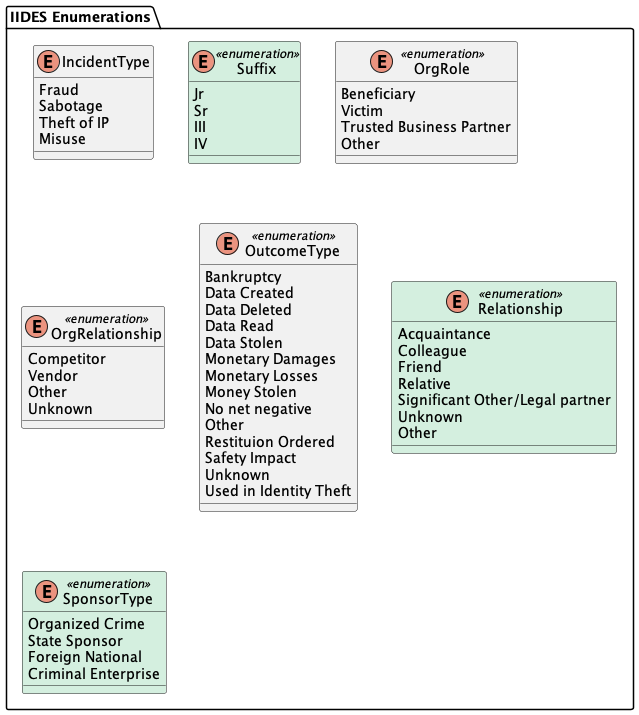 IIDES Enumerations
E IncidentType
Fraud
Sabotage
Theft of IP
Misuse
«enumeration»
E Suffix
Jr
Sr
III
IV
«enumeration»
E OrgRole
Beneficiary
Victim
Trusted Business Partner
Other
«enumeration»
E OrgRelationship
Competitor
Vendor
Other
Unknown
«enumeration»
E OutcomeType
Bankruptcy
Data Created
Data Deleted
Data Read
Data Stolen
Monetary Damages
Monetary Losses
Money Stolen
No net negative
Other
Restituion Ordered
Safety Impact
Unknown
Used in Identity Theft
«enumeration»
E Relationship
Acquaintance
Colleague
Friend
Relative
Significant Other/Legal partner
Unknown
Other
«enumeration»
E SponsorType
Organized Crime
State Sponsor
Foreign National
Criminal Enterprise